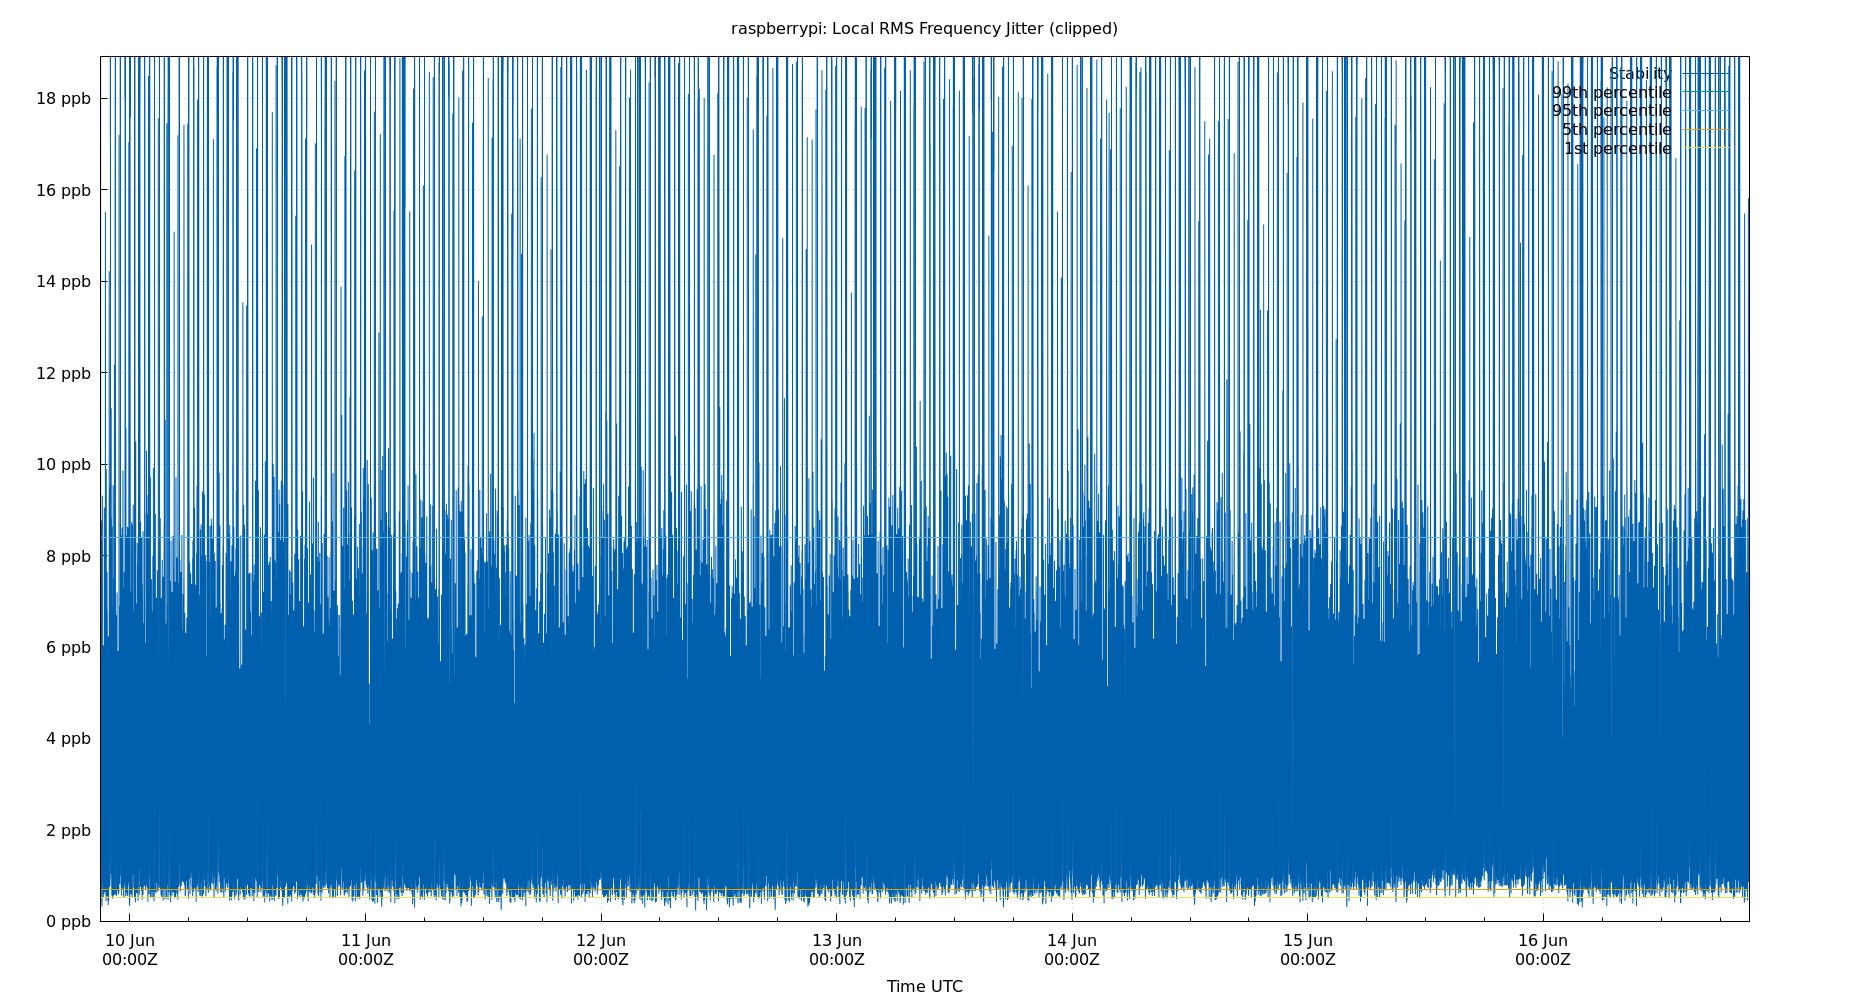 raspberrypi: Local RMS Frequency Jitter (clipped)
Stability
99th percentile
95th percentile
5th percentile
1st percentile
18 ppb
16 ppb
14 ppb
12 ppb
10 ppb
8 ppb
6 ppb
4 ppb
2 ppb
0 ppb
10 Jun 11 Jun 12 Jun 13 Jun 14 Jun 15 Jun 16 Jun
00:00Z 00:00Z 00:00Z 00:00Z 00:00Z 00:00Z 00:00Z
Time UTC